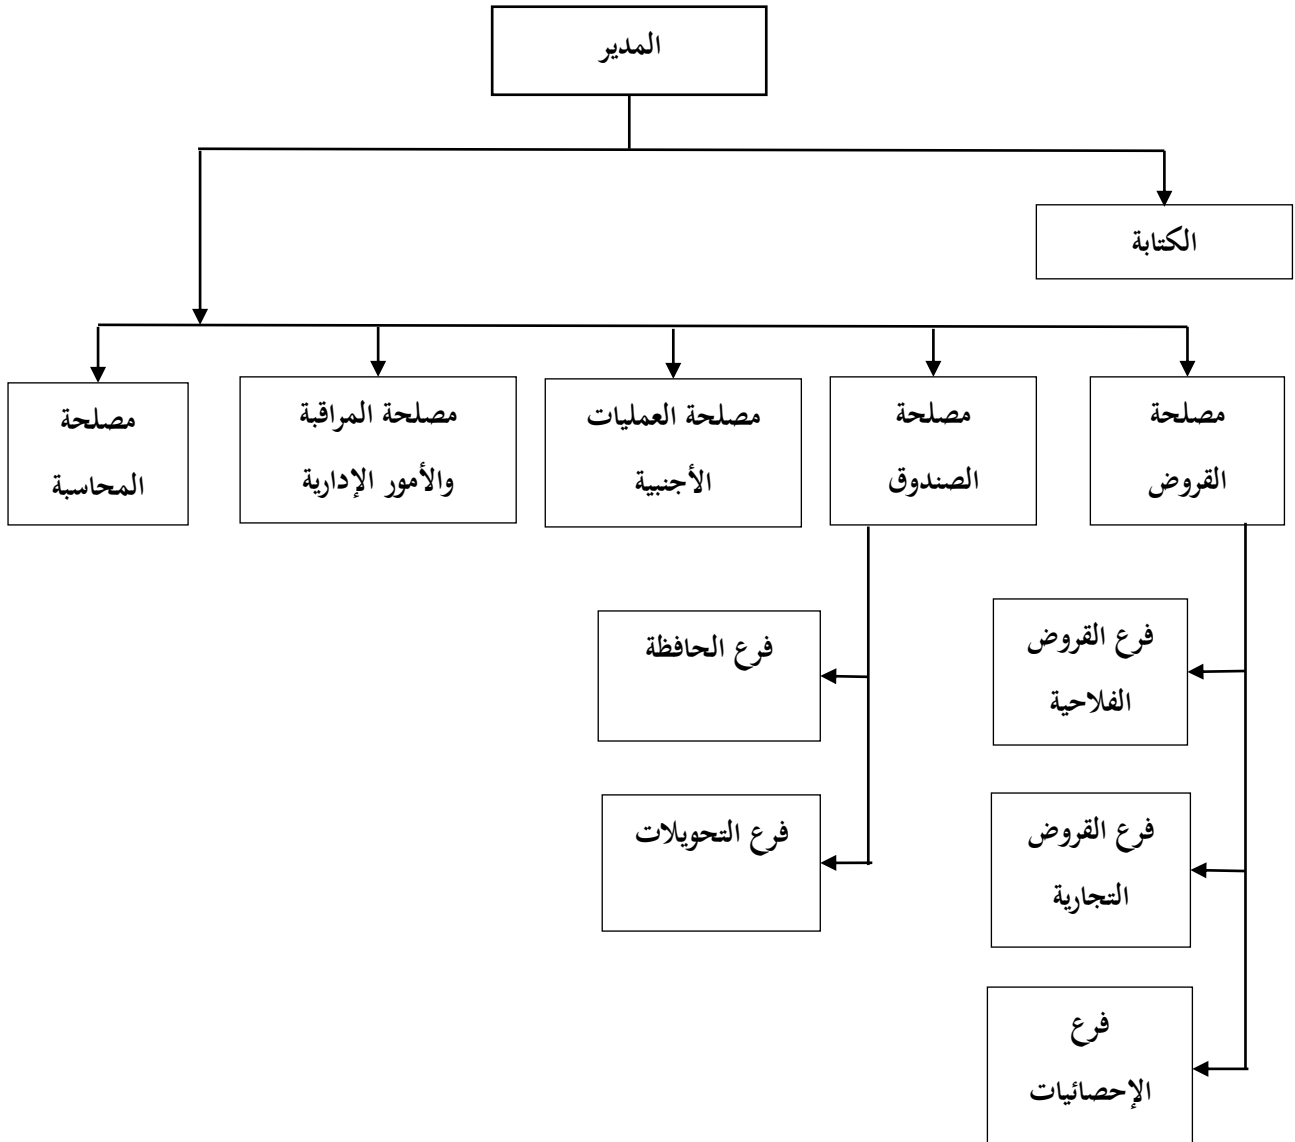 المدير
الكتابة
مصلحة
القروض
مصلحة
الصندوق
مصلحة العمليات
الأجنبية
مصلحة المراقبة
والأمور الإدارية
مصلحة
المحاسبة
فرع القروض
الفلاحية
فرع الحافظة
فرع القروض
التجارية
فرع التحويلات
فرع
الإحصائيات